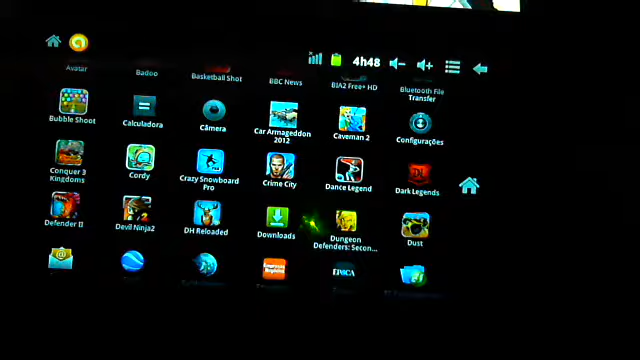 4h48
Avatar
Badoo
Basketball Shot
BBC News
BIA2 Free+ HD
Bluetooth File
Transfer
Bubble Shoot
Calculadora
Câmera
Car Armageddon
2012
Caveman 2
Configurações
Conquer 3
Kingdoms
Cordy
Crazy Snowboard
Pro
Crime City
Dance Legend
Dark Legends
Defender II
Devil Ninja2
DH Reloaded
Downloads
Dungeon
Defenders: Secon...
Dust